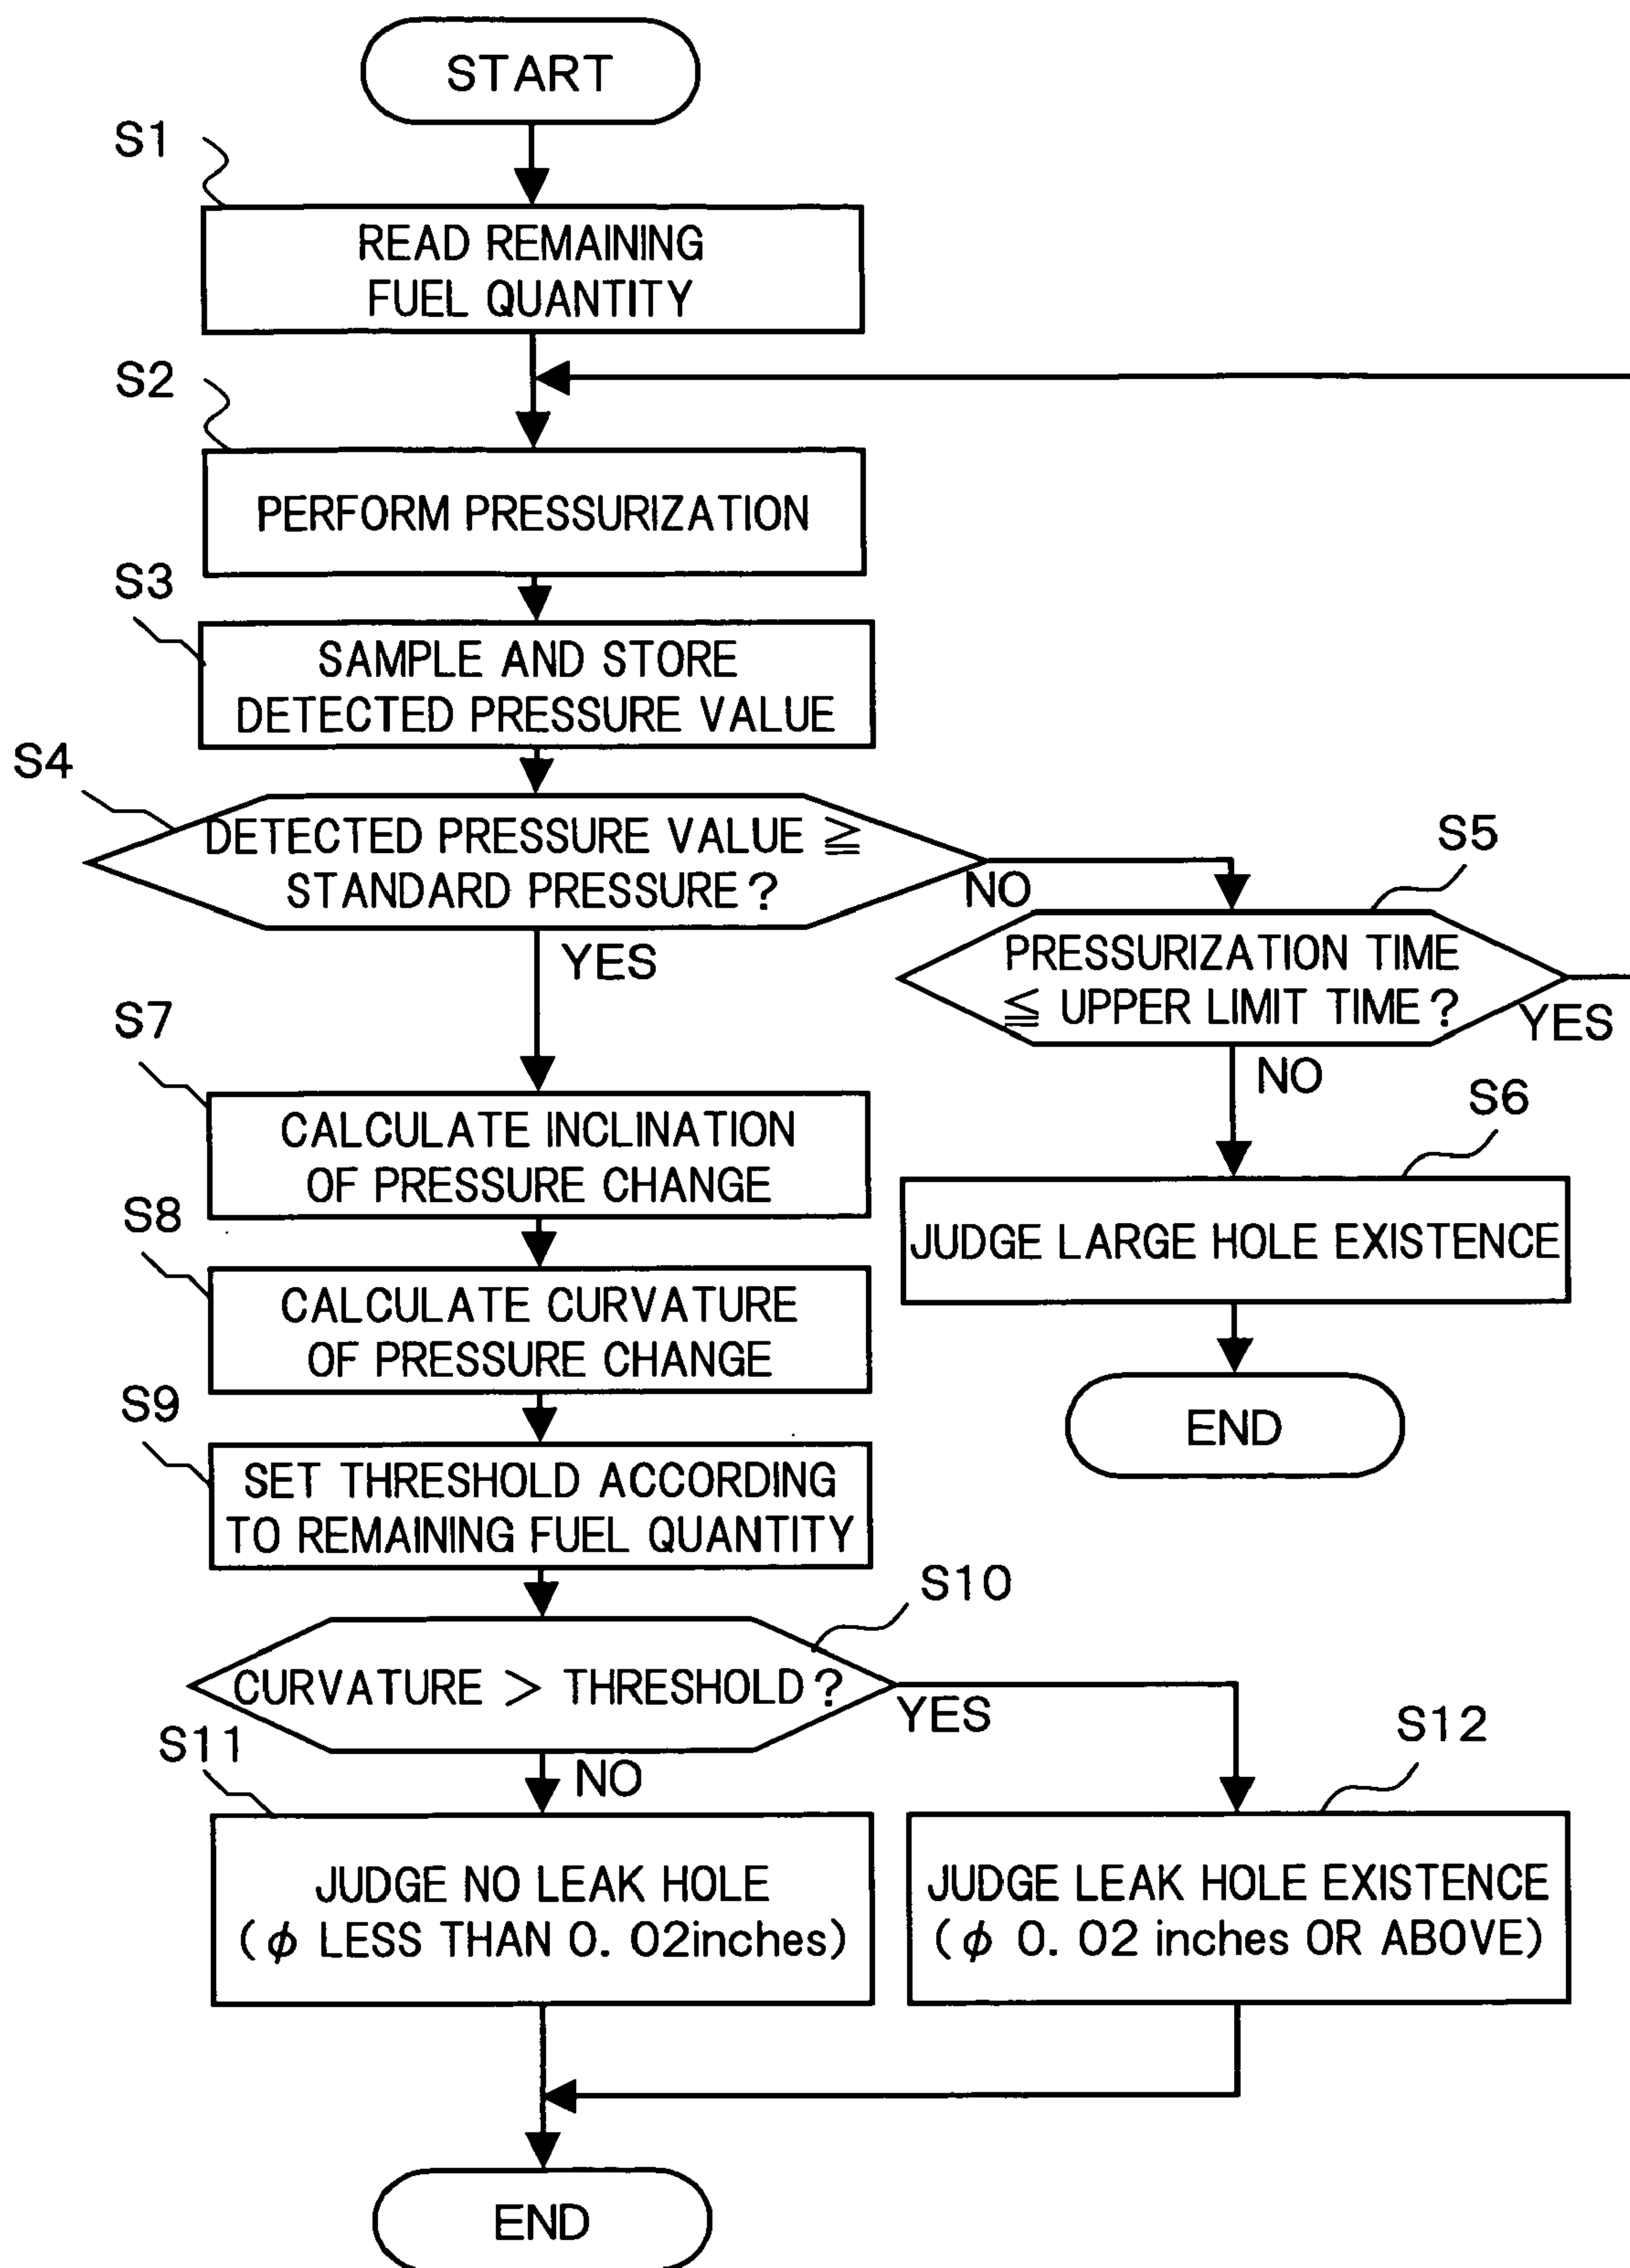 START
S1
READ REMAINING
FUEL QUANTITY
S2
PERFORM PRESSURIZATION
S3
SAMPLE AND STORE
DETECTED PRESSURE VALUE
S4
DETECTED PRESSURE VALUE ≧
STANDARD PRESSURE?
NO
YES
S5
PRESSURIZATION TIME
≦ UPPER LIMIT TIME?
YES
NO
S6
JUDGE LARGE HOLE EXISTENCE
END
S7
CALCULATE INCLINATION
OF PRESSURE CHANGE
S8
CALCULATE CURVATURE
OF PRESSURE CHANGE
S9
SET THRESHOLD ACCORDING
TO REMAINING FUEL QUANTITY
S10
CURVATURE > THRESHOLD?
YES
NO
S11
JUDGE NO LEAK HOLE
(ϕ LESS THAN 0. 02inches)
S12
JUDGE LEAK HOLE EXISTENCE
(ϕ 0. 02 inches OR ABOVE)
END